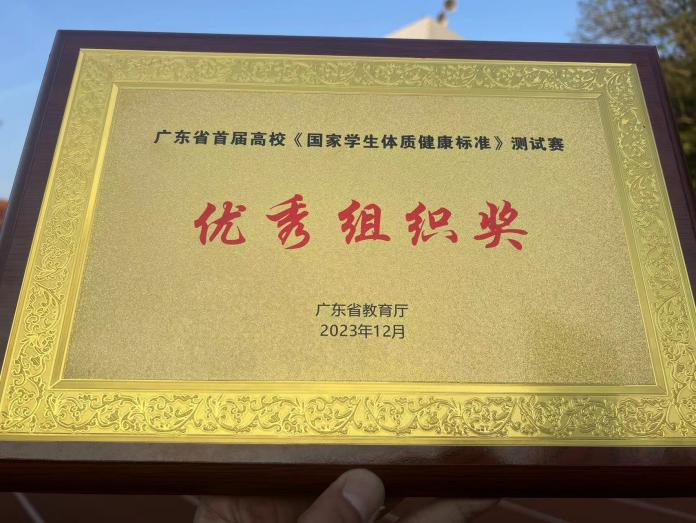 广东省首届高校《国家学生体质健康标准》测试赛
优秀组织奖
广东省教育厅
2023年12月